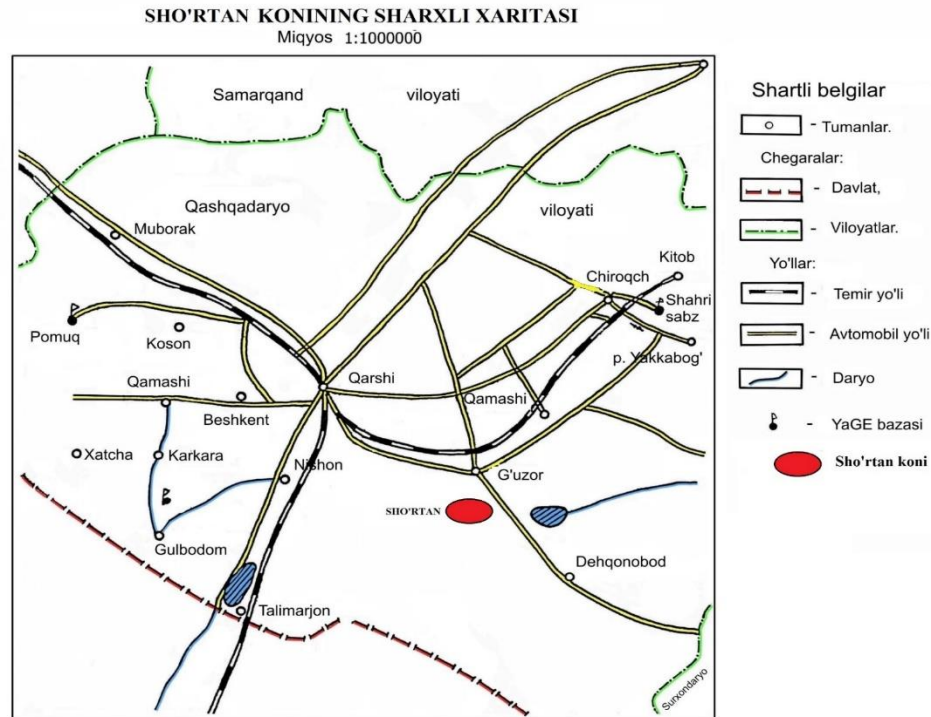 SHO'RTAN KONINING SHARXLI XARITASI
Miqyos 1:1000000
Samarqand viloyati
Qashqadaryo viloyati
Muborak
Kitob
Chiroqch
Shahri
sabz
Pomuq
Koson
p. Yakkabog'
Qarshi
Qamashi
Qamashi
Beshkent
Xatcha
Karkara
Nishon
G'uzor
SHO'RTAN
Gulbodom
Dehqonobod
Talimarjon
Surxondaryo
Shartli belgilar
- Tumanlar.
Chegaralar:
- Davlat,
- Viloyatlar.
Yo'llar:
- Temir yo'li
- Avtomobil yo'li
- Daryo
- YaGE bazasi
Sho'rtan koni